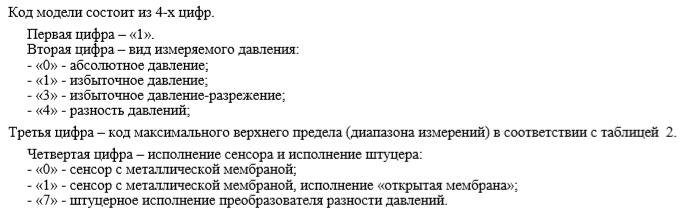 Код модели состоит из 4-х цифр.
Первая цифра – «1».
Вторая цифра – вид измеряемого давления:
- «0» - абсолютное давление;
- «1» - избыточное давление;
- «3» - избыточное давление-разрежение;
- «4» - разность давлений;
Третья цифра – код максимального верхнего предела (диапазона измерений) в соответствии с таблицей 2.
Четвертая цифра – исполнение сенсора и исполнение штуцера:
- «0» - сенсор с металлической мембраной;
- «1» - сенсор с металлической мембраной, исполнение «открытая мембрана»;
- «7» - штуцерное исполнение преобразователя разности давлений.